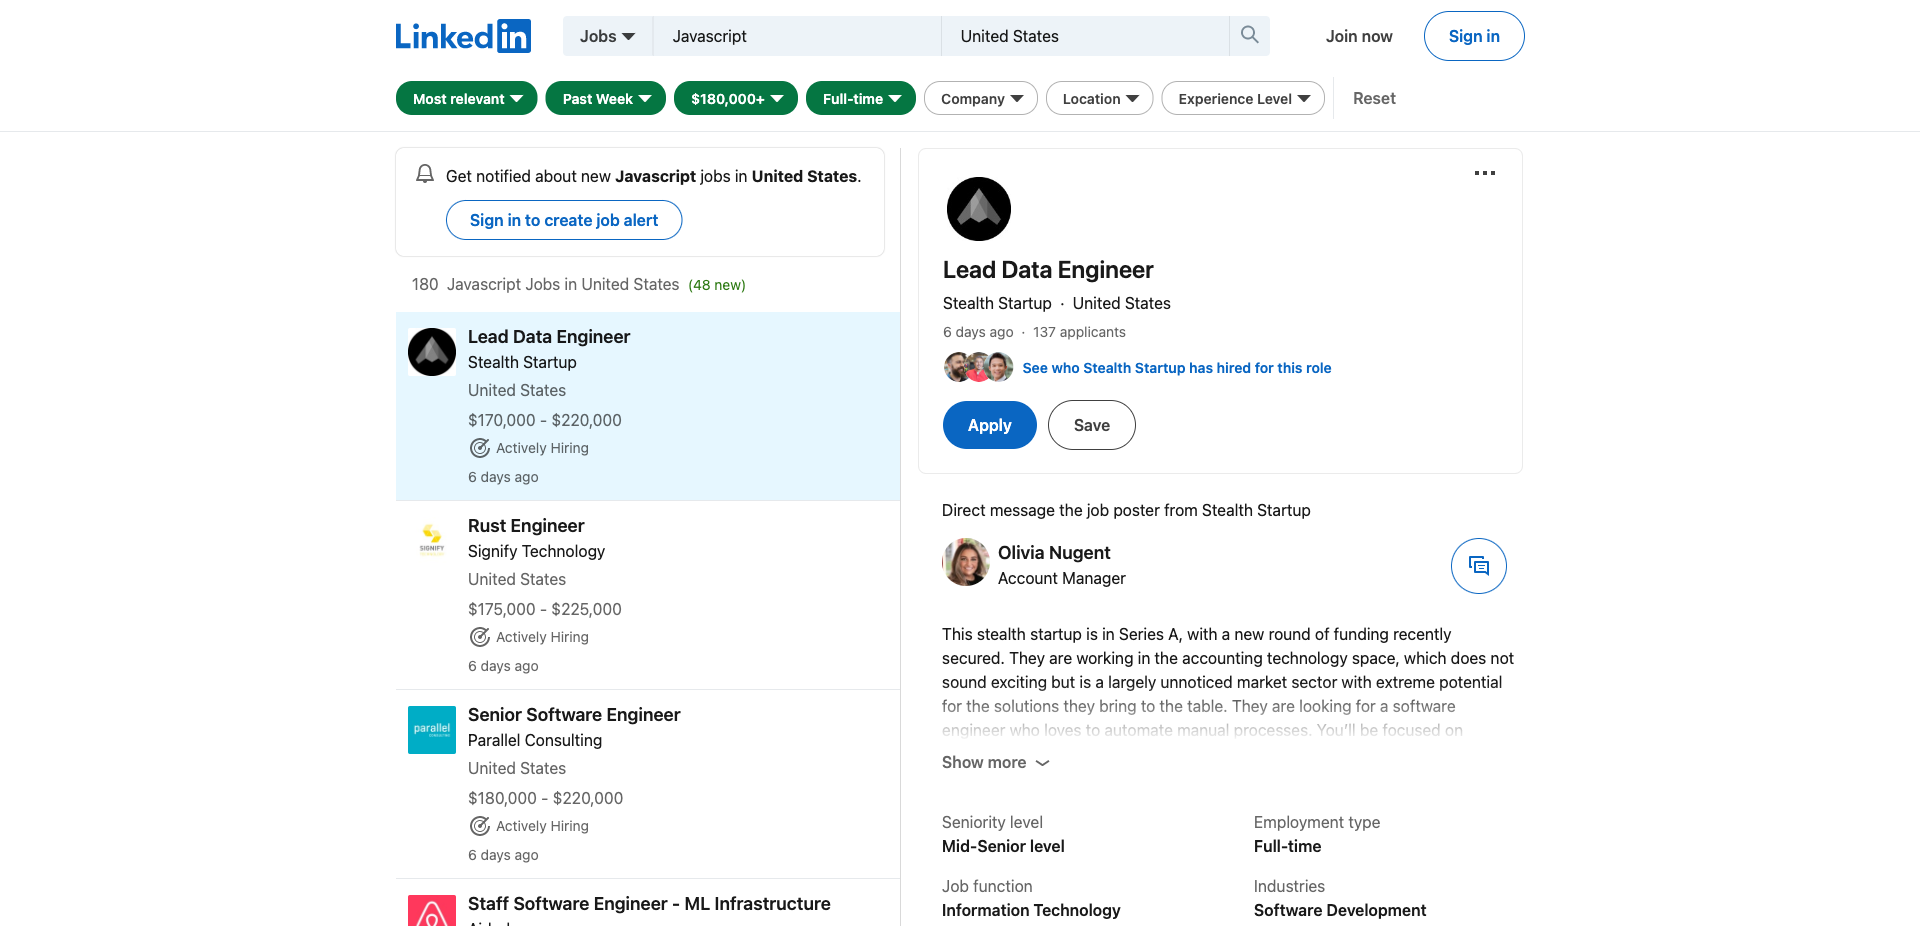 Linked in
Jobs
Javascript
United States
Join now
Sign in
Most relevant
Past Week
$180,000+
Full-time
Company
Location
Experience Level
Reset
Get notified about new Javascript jobs in United States.
Sign in to create job alert
180 Javascript Jobs in United States (48 new)
Lead Data Engineer
Stealth Startup
United States
$170,000 - $220,000
Actively Hiring
6 days ago
SIGNIFY
Rust Engineer
Signify Technology
United States
$175,000 - $225,000
Actively Hiring
6 days ago
parallel
Senior Software Engineer
Parallel Consulting
United States
$180,000 - $220,000
Actively Hiring
6 days ago
Staff Software Engineer - ML Infrastructure
Lead Data Engineer
Stealth Startup · United States
6 days ago · 137 applicants
See who Stealth Startup has hired for this role
Apply
Save
Direct message the job poster from Stealth Startup
Olivia Nugent
Account Manager
This stealth startup is in Series A, with a new round of funding recently
secured. They are working in the accounting technology space, which does not
sound exciting but is a largely unnoticed market sector with extreme potential
for the solutions they bring to the table. They are looking for a software
engineer who loves to automate manual processes. You'll be focused on
Show more
Seniority level
Mid-Senior level
Employment type
Full-time
Job function
Information Technology
Industries
Software Development